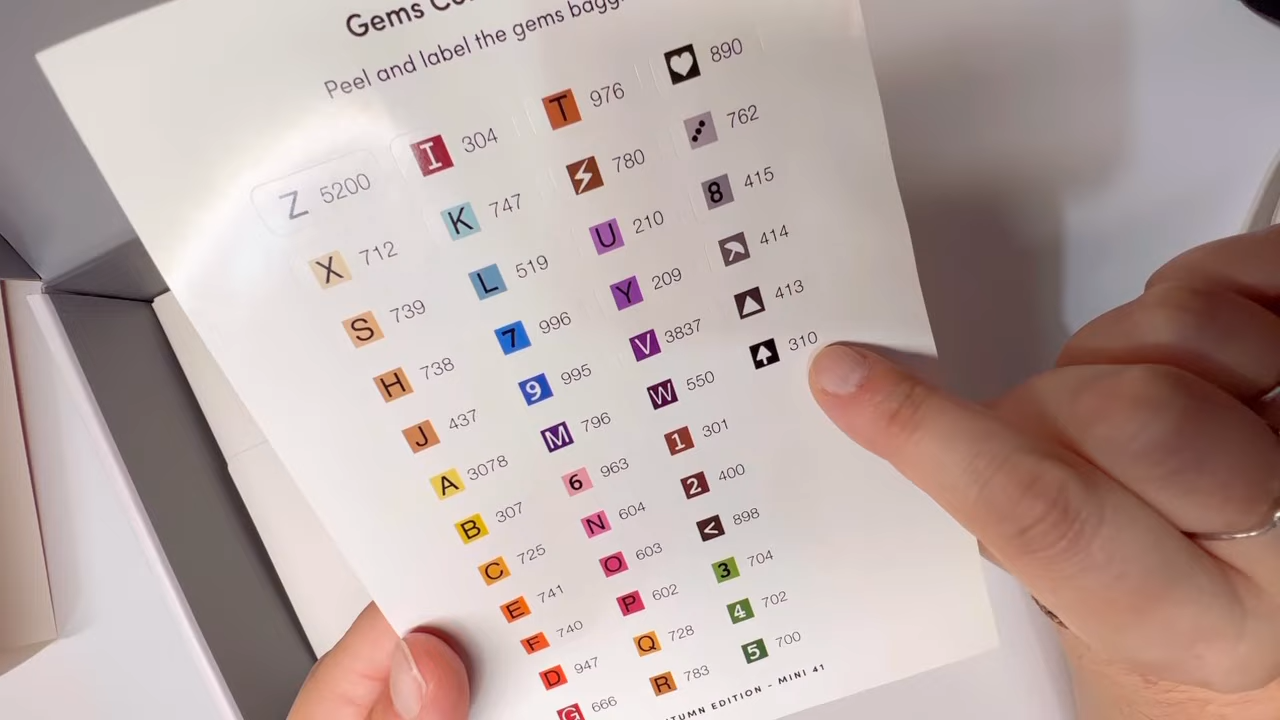 Gems
Peel and label the gems
Z 5200
X 712
S 739
H 738
J 437
A 3078
B 307
C 725
E 741
F 740
D 947
G 666
I 304
K 747
L 519
7 996
9 995
M 796
6 963
N 604
O 603
P 602
Q 728
R 783
T 976
780
U 210
Y 209
V 3837
W 550
1 301
2 400
< 898
3 704
4 702
5 700
890
762
8 415
414
413
310
EDITION - MINI 41